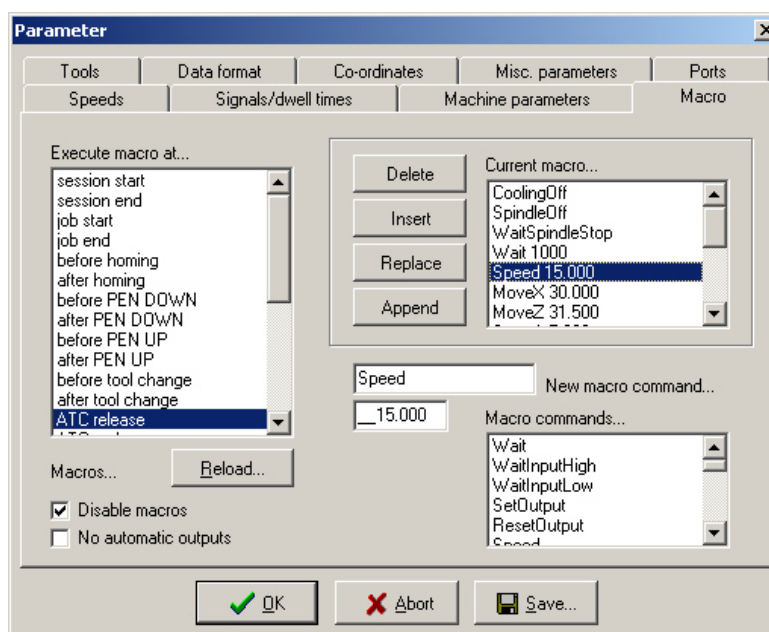 Parameter
Tools
Data format
Co-ordinates
Misc. parameters
Ports
Speeds
Signals/dwell times
Machine parameters
Macro
Execute macro at...
session start
session end
job start
job end
before homing
after homing
before PEN DOWN
after PEN DOWN
before PEN UP
after PEN UP
before tool change
after tool change
ATC release
Delete
Insert
Replace
Append
Current macro...
CoolingOff
SpindleOff
WaitSpindleStop
Wait 1000
Speed 15.000
MoveX 30.000
MoveZ 31.500
Speed
New macro command...
__15.000
Macro commands...
Wait
WaitInputHigh
WaitInputLow
SetOutput
ResetOutput
Speed
Macros...
Reload...
Disable macros
No automatic outputs
OK
Abort
Save...